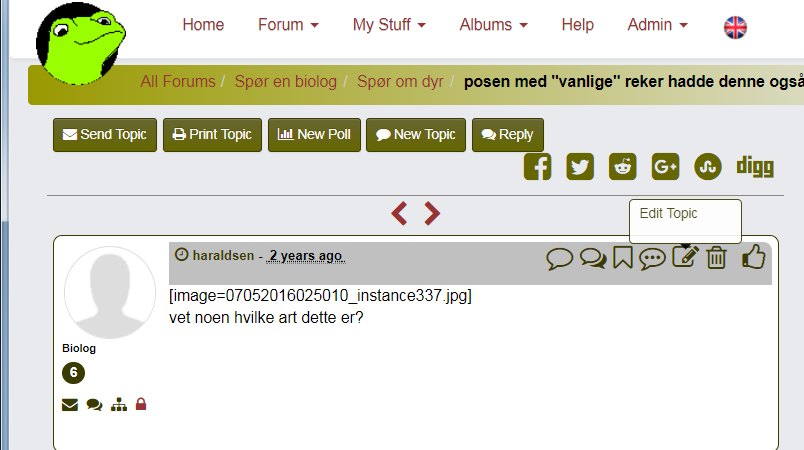 Home Forum My Stuff Albums Help Admin
All Forums / Spør en biolog / Spør om dyr / posen med "vanlige" reker hadde denne også
Send Topic Print Topic New Poll New Topic Reply
digg
Edit Topic
haraldsen - 2 years ago
[image=07052016025010_instance337.jpg]
vet noen hvilke art dette er?
Biolog
6